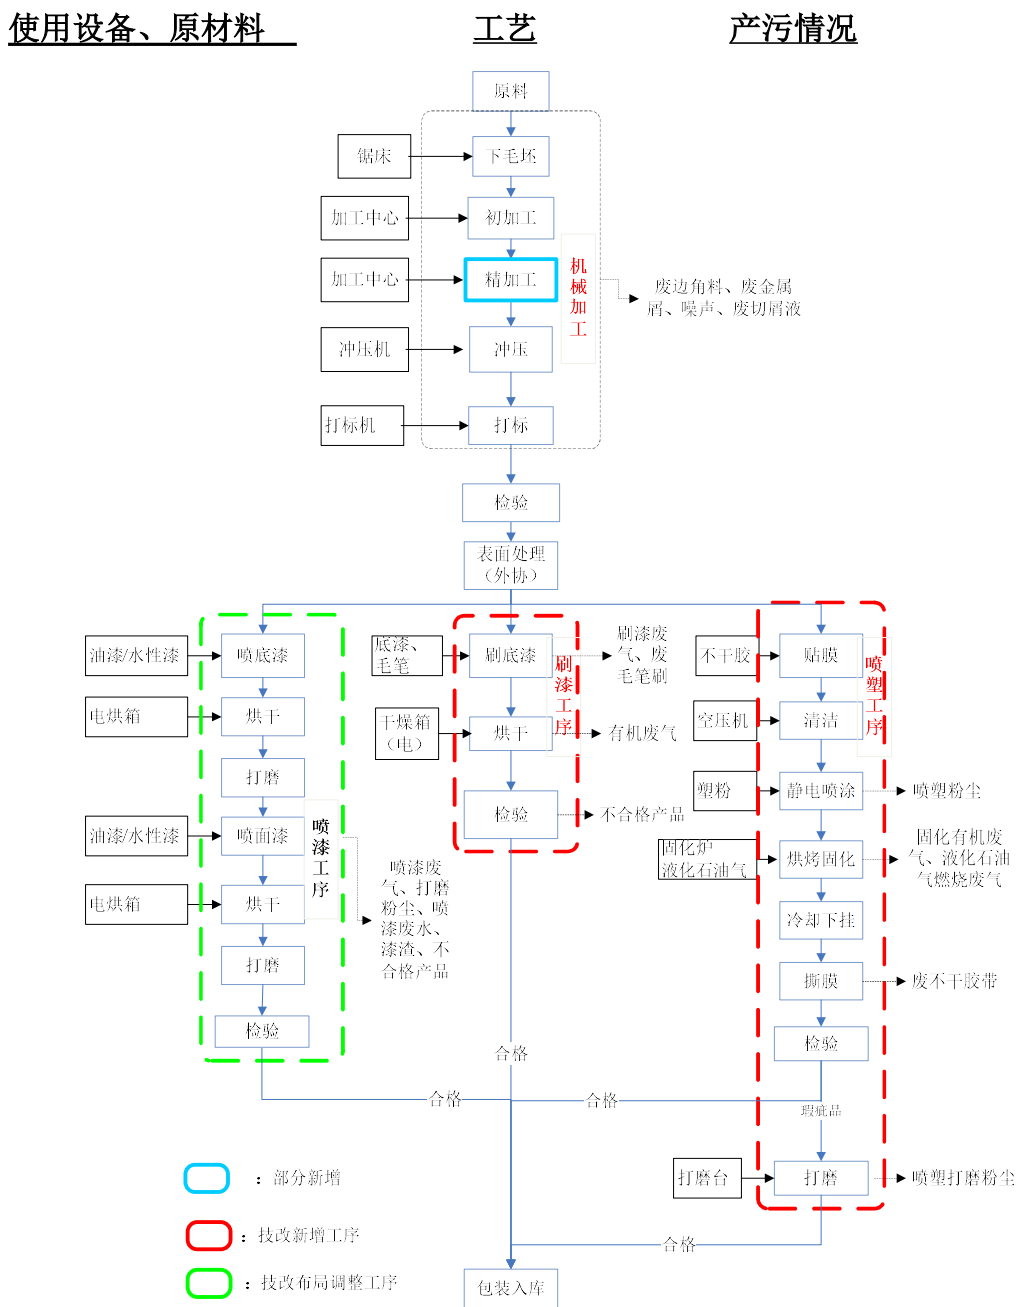 使用设备、原材料
工艺
产污情况
原料
锯床
下毛坯
加工中心
初加工
加工中心
精加工
机
械
加
工
废边角料、废金属
屑、噪声、废切屑液
冲压机
冲压
打标机
打标
检验
表面处理
（外协）
油漆/水性漆
喷底漆
电烘箱
烘干
打磨
油漆/水性漆
喷面漆
电烘箱
烘干
打磨
检验
喷
漆
工
序
喷漆废
气、打磨
粉尘、喷
漆废水、
漆渣、不
合格产品
底漆、
毛笔
刷底漆
刷
漆
工
序
刷漆废
气、废
毛笔刷
干燥箱
（电）
烘干
有机废气
检验
不合格产品
不干胶
贴膜
喷
塑
工
序
空压机
清洁
塑粉
静电喷涂
喷塑粉尘
固化炉
液化石油气
烘烤固化
固化有机废
气、液化石油
气燃烧废气
冷却下挂
撕膜
废不干胶带
检验
合格
合格
合格
瑕疵品
打磨台
打磨
喷塑打磨粉尘
合格
包装入库
：部分新增
：技改新增工序
：技改布局调整工序